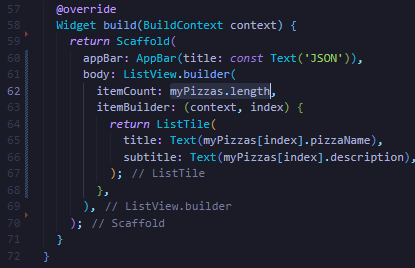 57 @override
58 Widget build(BuildContext context) {
59 return Scaffold(
60 appBar: AppBar(title: const Text('JSON')),
61 body: ListView.builder(
62 itemCount: myPizzas.length,
63 itemBuilder: (context, index) {
64 return ListTile(
65 title: Text(myPizzas[index].pizzaName),
66 subtitle: Text(myPizzas[index].description),
67 ); // ListTile
68 },
69 ), // ListView.builder
70 ); // Scaffold
71 }
72 }